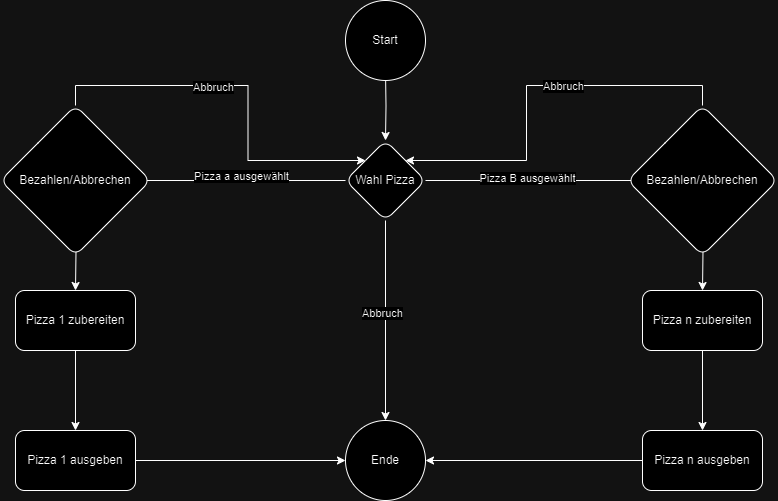 Start
Abbruch
Abbruch
Bezahlen/Abbrechen
Pizza a ausgewählt
Wahl Pizza
Pizza B ausgewählt
Bezahlen/Abbrechen
Pizza 1 zubereiten
Abbruch
Pizza n zubereiten
Pizza 1 ausgeben
Ende
Pizza n ausgeben